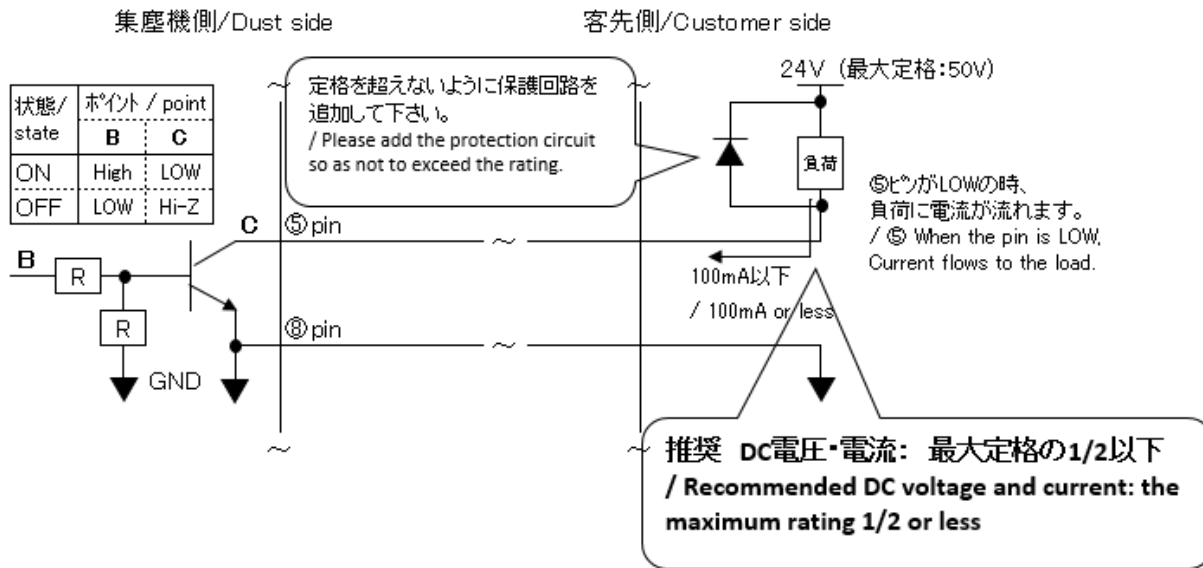 集塵機側/Dust side
客先側/Customer side
状態/
state
ポイント / point
B
C
ON
High
LOW
OFF
LOW
Hi-Z
定格を超えないように保護回路を
追加して下さい。
/ Please add the protection circuit
so as not to exceed the rating.
24V (最大定格:50V)
負荷
⑤ピンがLOWの時、
負荷に電流が流れます。
/ ⑤ When the pin is LOW,
Current flows to the load.
C
⑤pin
B
R
R
100mA以下
/ 100mA or less
⑧pin
GND
推奨 DC電圧・電流: 最大定格の1/2以下
/ Recommended DC voltage and current: the
maximum rating 1/2 or less